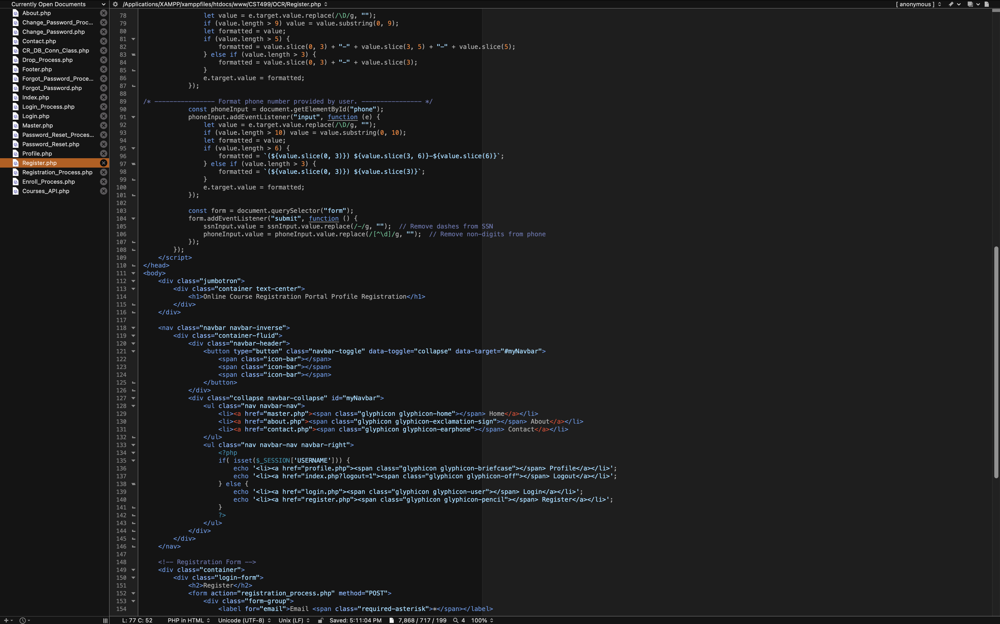 Currently Open Documents
About.php
Change_Password_Proc...
Change_Password.php
Contact.php
CR_DB_Conn_Class.php
Drop_Process.php
Footer.php
Forgot_Password_Proce...
Forgot_Password.php
Index.php
Login_Process.php
Login.php
Master.php
Password_Reset_Proces...
Password_Reset.php
Profile.php
Register.php
Registration_Process.php
Enroll_Process.php
Courses_API.php
/Applications/XAMPP/xamppfiles/htdocs/www/CST499/OCR/Register.php
[ anonymous ]
78                 let value = e.target.value.replace(/\D/g, "");
79                 if (value.length > 9) value = value.substring(0, 9);
80                 let formatted = value;
81                 if (value.length > 5) {
82                     formatted = value.slice(0, 3) + "-" + value.slice(3, 5) + "-" + value.slice(5);
83                 } else if (value.length > 3) {
84                     formatted = value.slice(0, 3) + "-" + value.slice(3);
85                 }
86                 e.target.value = formatted;
87             });
88
89 /* ---------------- Format phone number provided by user. ---------------- */
90             const phoneInput = document.getElementById("phone");
91             phoneInput.addEventListener("input", function (e) {
92                 let value = e.target.value.replace(/\D/g, "");
93                 if (value.length > 10) value = value.substring(0, 10);
94                 let formatted = value;
95                 if (value.length > 6) {
96                     formatted = `(${value.slice(0, 3)}) ${value.slice(3, 6)}-${value.slice(6)}`;
97                 } else if (value.length > 3) {
98                     formatted = `(${value.slice(0, 3)}) ${value.slice(3)}`;
99                 }
100                 e.target.value = formatted;
101             });
102
103             const form = document.querySelector("form");
104             form.addEventListener("submit", function () {
105                 ssnInput.value = ssnInput.value.replace(/-/g, "");  // Remove dashes from SSN
106                 phoneInput.value = phoneInput.value.replace(/[^\d]/g, "");  // Remove non-digits from phone
107             });
108         });
109     </script>
110 </head>
111 <body>
112     <div class="jumbotron">
113         <div class="container text-center">
114             <h1>Online Course Registration Portal Profile Registration</h1>
115         </div>
116     </div>
117
118     <nav class="navbar navbar-inverse">
119         <div class="container-fluid">
120             <div class="navbar-header">
121                 <button type="button" class="navbar-toggle" data-toggle="collapse" data-target="#myNavbar">
122                     <span class="icon-bar"></span>
123                     <span class="icon-bar"></span>
124                     <span class="icon-bar"></span>
125                 </button>
126             </div>
127             <div class="collapse navbar-collapse" id="myNavbar">
128                 <ul class="nav navbar-nav">
129                     <li><a href="master.php"><span class="glyphicon glyphicon-home"></span> Home</a></li>
130                     <li><a href="about.php"><span class="glyphicon glyphicon-exclamation-sign"></span> About</a></li>
131                     <li><a href="contact.php"><span class="glyphicon glyphicon-earphone"></span> Contact</a></li>
132                 </ul>
133                 <ul class="nav navbar-nav navbar-right">
134                     <?php
135                     if( isset($_SESSION['USERNAME'])) {
136                         echo '<li><a href="profile.php"><span class="glyphicon glyphicon-briefcase"></span> Profile</a></li>';
137                         echo '<li><a href="index.php?logout=1"><span class="glyphicon glyphicon-off"></span> Logout</a></li>';
138                     } else {
139                         echo '<li><a href="login.php"><span class="glyphicon glyphicon-user"></span> Login</a></li>';
140                         echo '<li><a href="register.php"><span class="glyphicon glyphicon-pencil"></span> Register</a></li>';
141                     }
142                     ?>
143                 </ul>
144             </div>
145         </div>
146     </nav>
147
148     <!-- Registration Form -->
149     <div class="container">
150         <div class="login-form">
151             <h2>Register</h2>
152             <form action="registration_process.php" method="POST">
153                 <div class="form-group">
154                     <label for="email">Email <span class="required-asterisk">*</span></label>
L: 77 C: 52 PHP in HTML Unicode (UTF-8) Unix (LF) Saved: 5:11:04 PM 7,868 / 717 / 199 4 100%